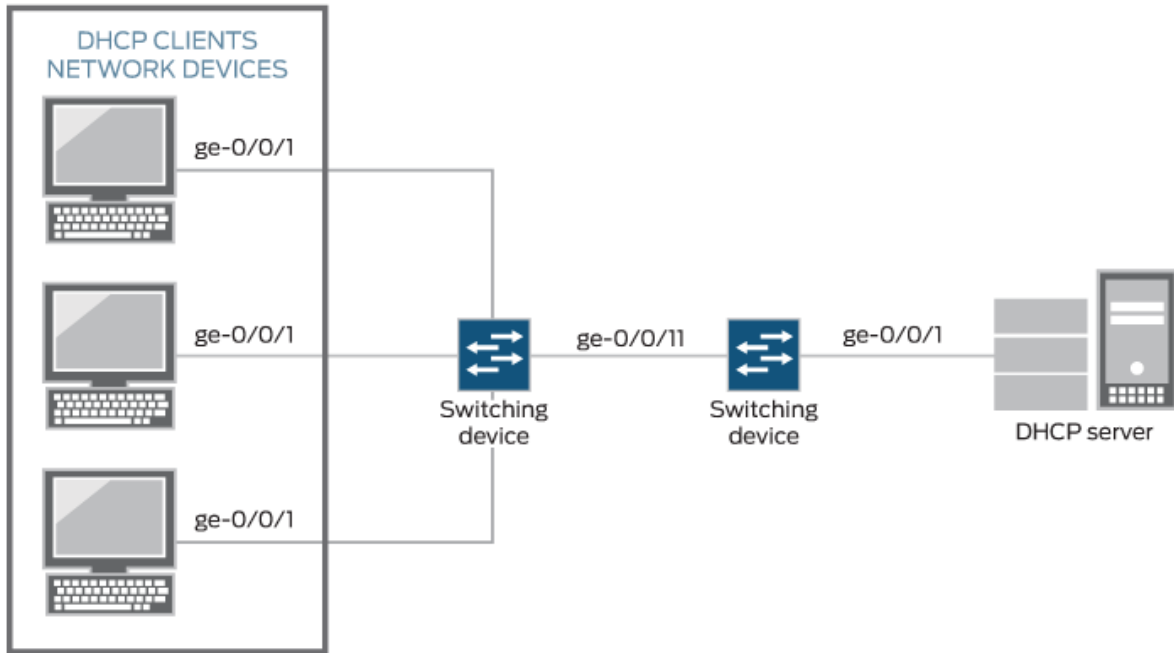 DHCP CLIENTS
NETWORK DEVICES
ge-0/0/1
ge-0/0/1
ge-0/0/11
ge-0/0/1
Switching
device
Switching
device
DHCP server
ge-0/0/1